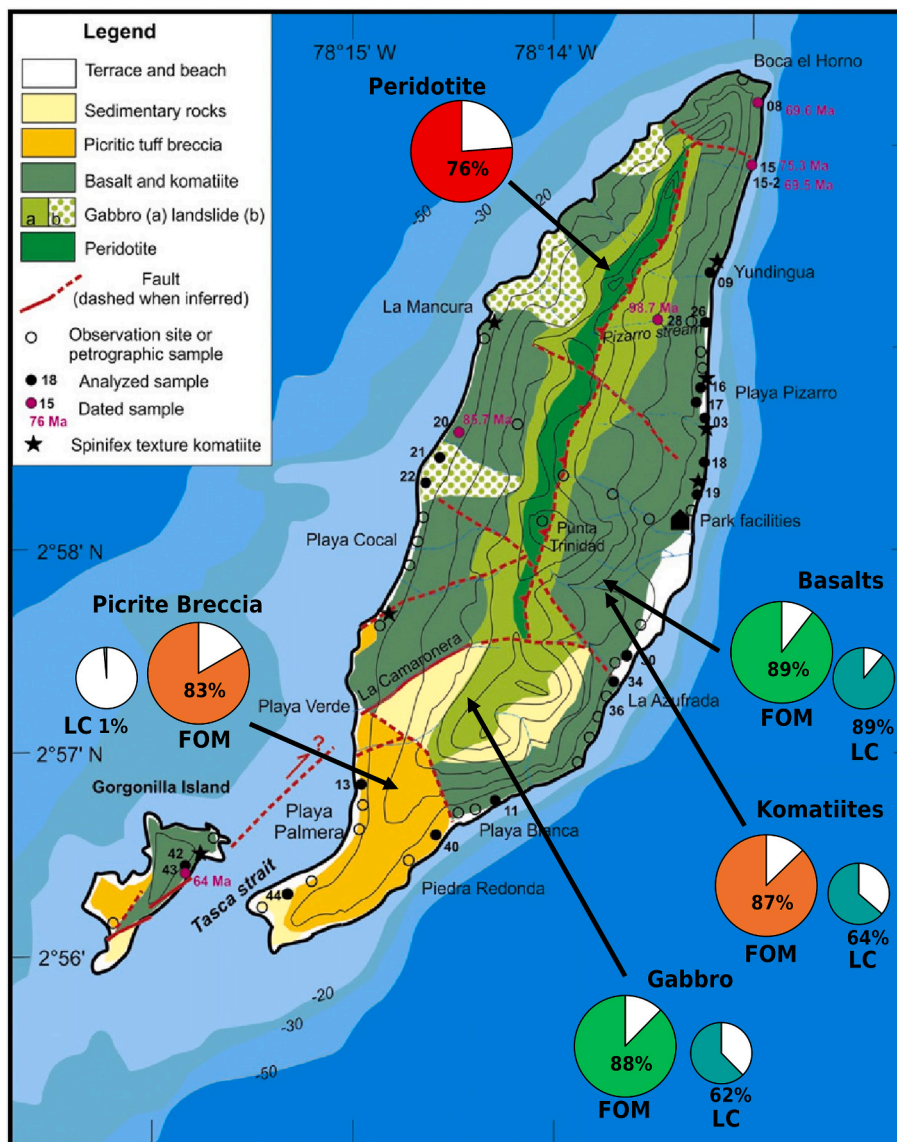 Legend
Terrace and beach
Sedimentary rocks
Picritic tuff breccia
Basalt and komatiite
a b Gabbro (a) landslide (b)
Peridotite
Fault
(dashed when inferred)
Observation site or
petrographic sample
18 Analyzed sample
15 Dated sample
76 Ma
Spinifex texture komatiite
78°15' W
78°14' W
Boca el Horno
Peridotite
76%
08 69.6 Ma
15 75.3 Ma
15-2 69.5 Ma
-50
-30
-20
Yundingua
09
La Mancura
98.7 Ma
28
26
Pizarro stream
16
Playa Pizarro
17
03
20 85.7 Ma
21
22
18
19
Park facilities
Punta
Trinidad
Playa Cocal
2°58' N
Picrite Breccia
83%
FOM
LC 1%
Basalts
89%
FOM
89%
LC
La Camaronera
30
34
La Azufrada
36
Playa Verde
2°57' N
?
Gorgonilla Island
13
Playa
Palmera
11
Playa Blanca
40
Komatiites
87%
FOM
64%
LC
42
43
64 Ma
Tasca strait
44
Piedra Redonda
2°56'
Gabbro
88%
FOM
62%
LC
-20
-30
-50